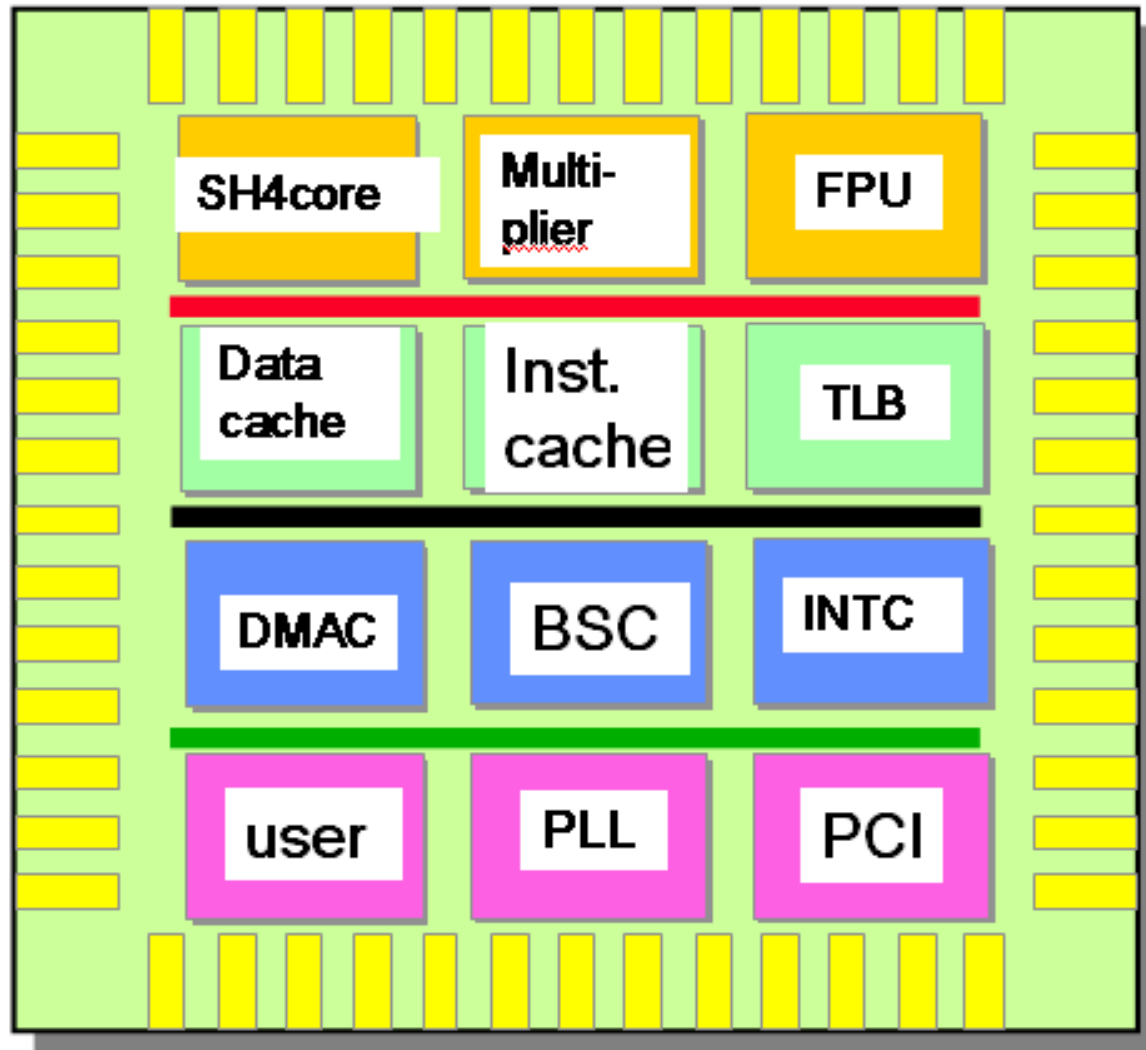 SH4core
Multi-
plier
FPU
Data
cache
Inst.
cache
TLB
DMAC
BSC
INTC
user
PLL
PCI